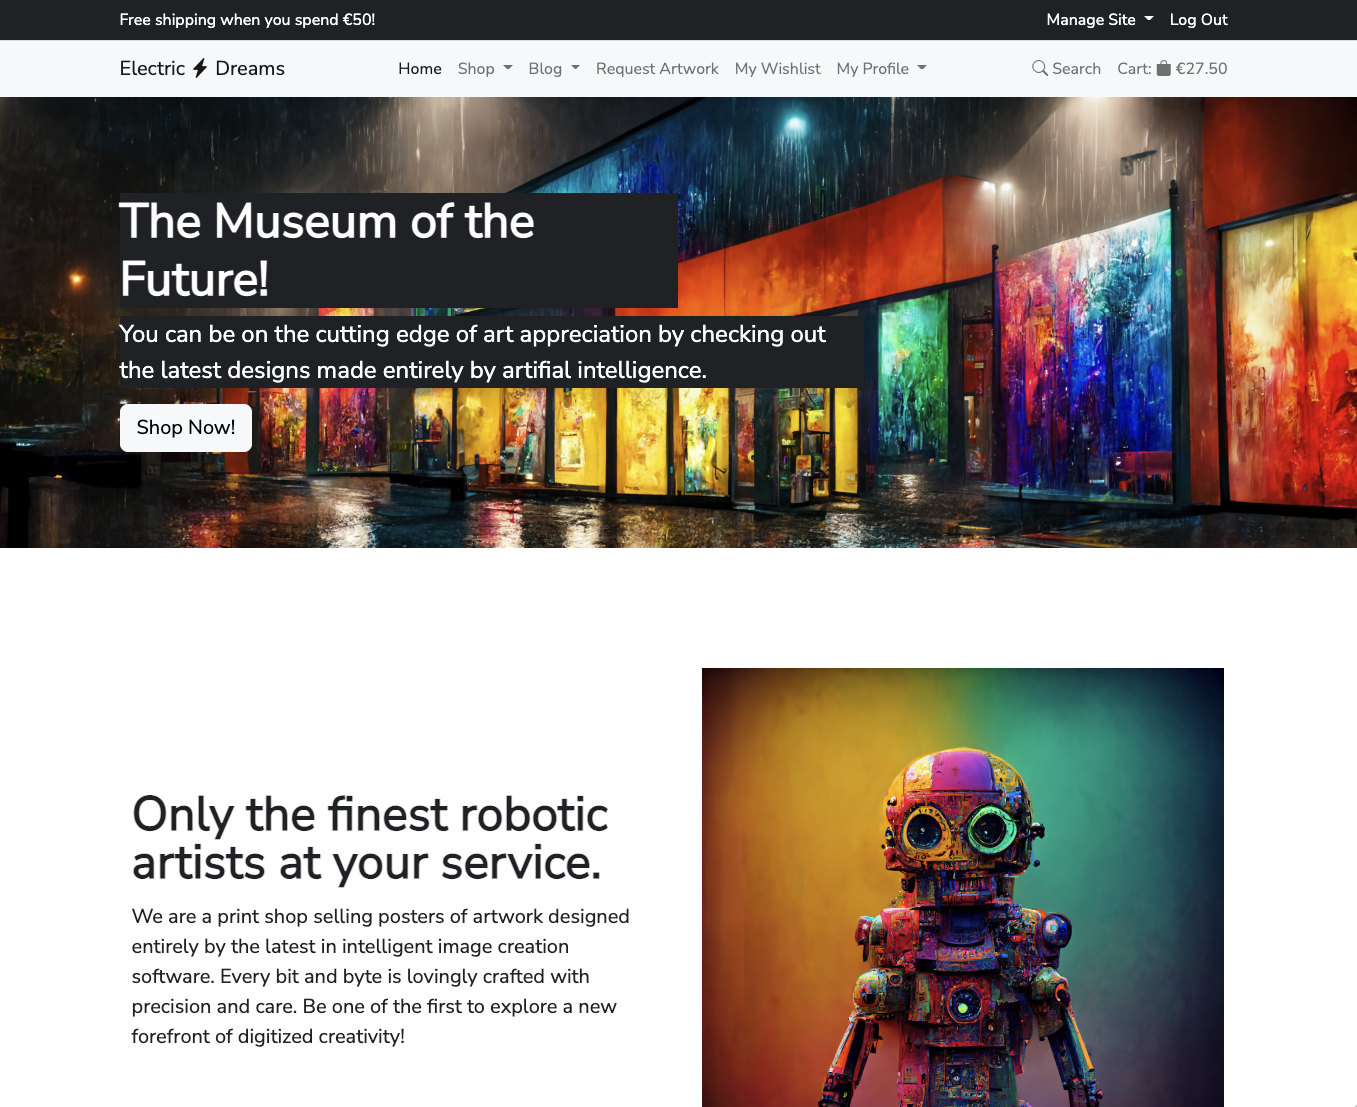 Free shipping when you spend €50!
Manage Site
Log Out
Electric Dreams
Home
Shop
Blog
Request Artwork
My Wishlist
My Profile
Search
Cart: €27.50
The Museum of the
Future!
You can be on the cutting edge of art appreciation by checking out
the latest designs made entirely by artifial intelligence.
Shop Now!
Only the finest robotic
artists at your service.
We are a print shop selling posters of artwork designed
entirely by the latest in intelligent image creation
software. Every bit and byte is lovingly crafted with
precision and care. Be one of the first to explore a new
forefront of digitized creativity!